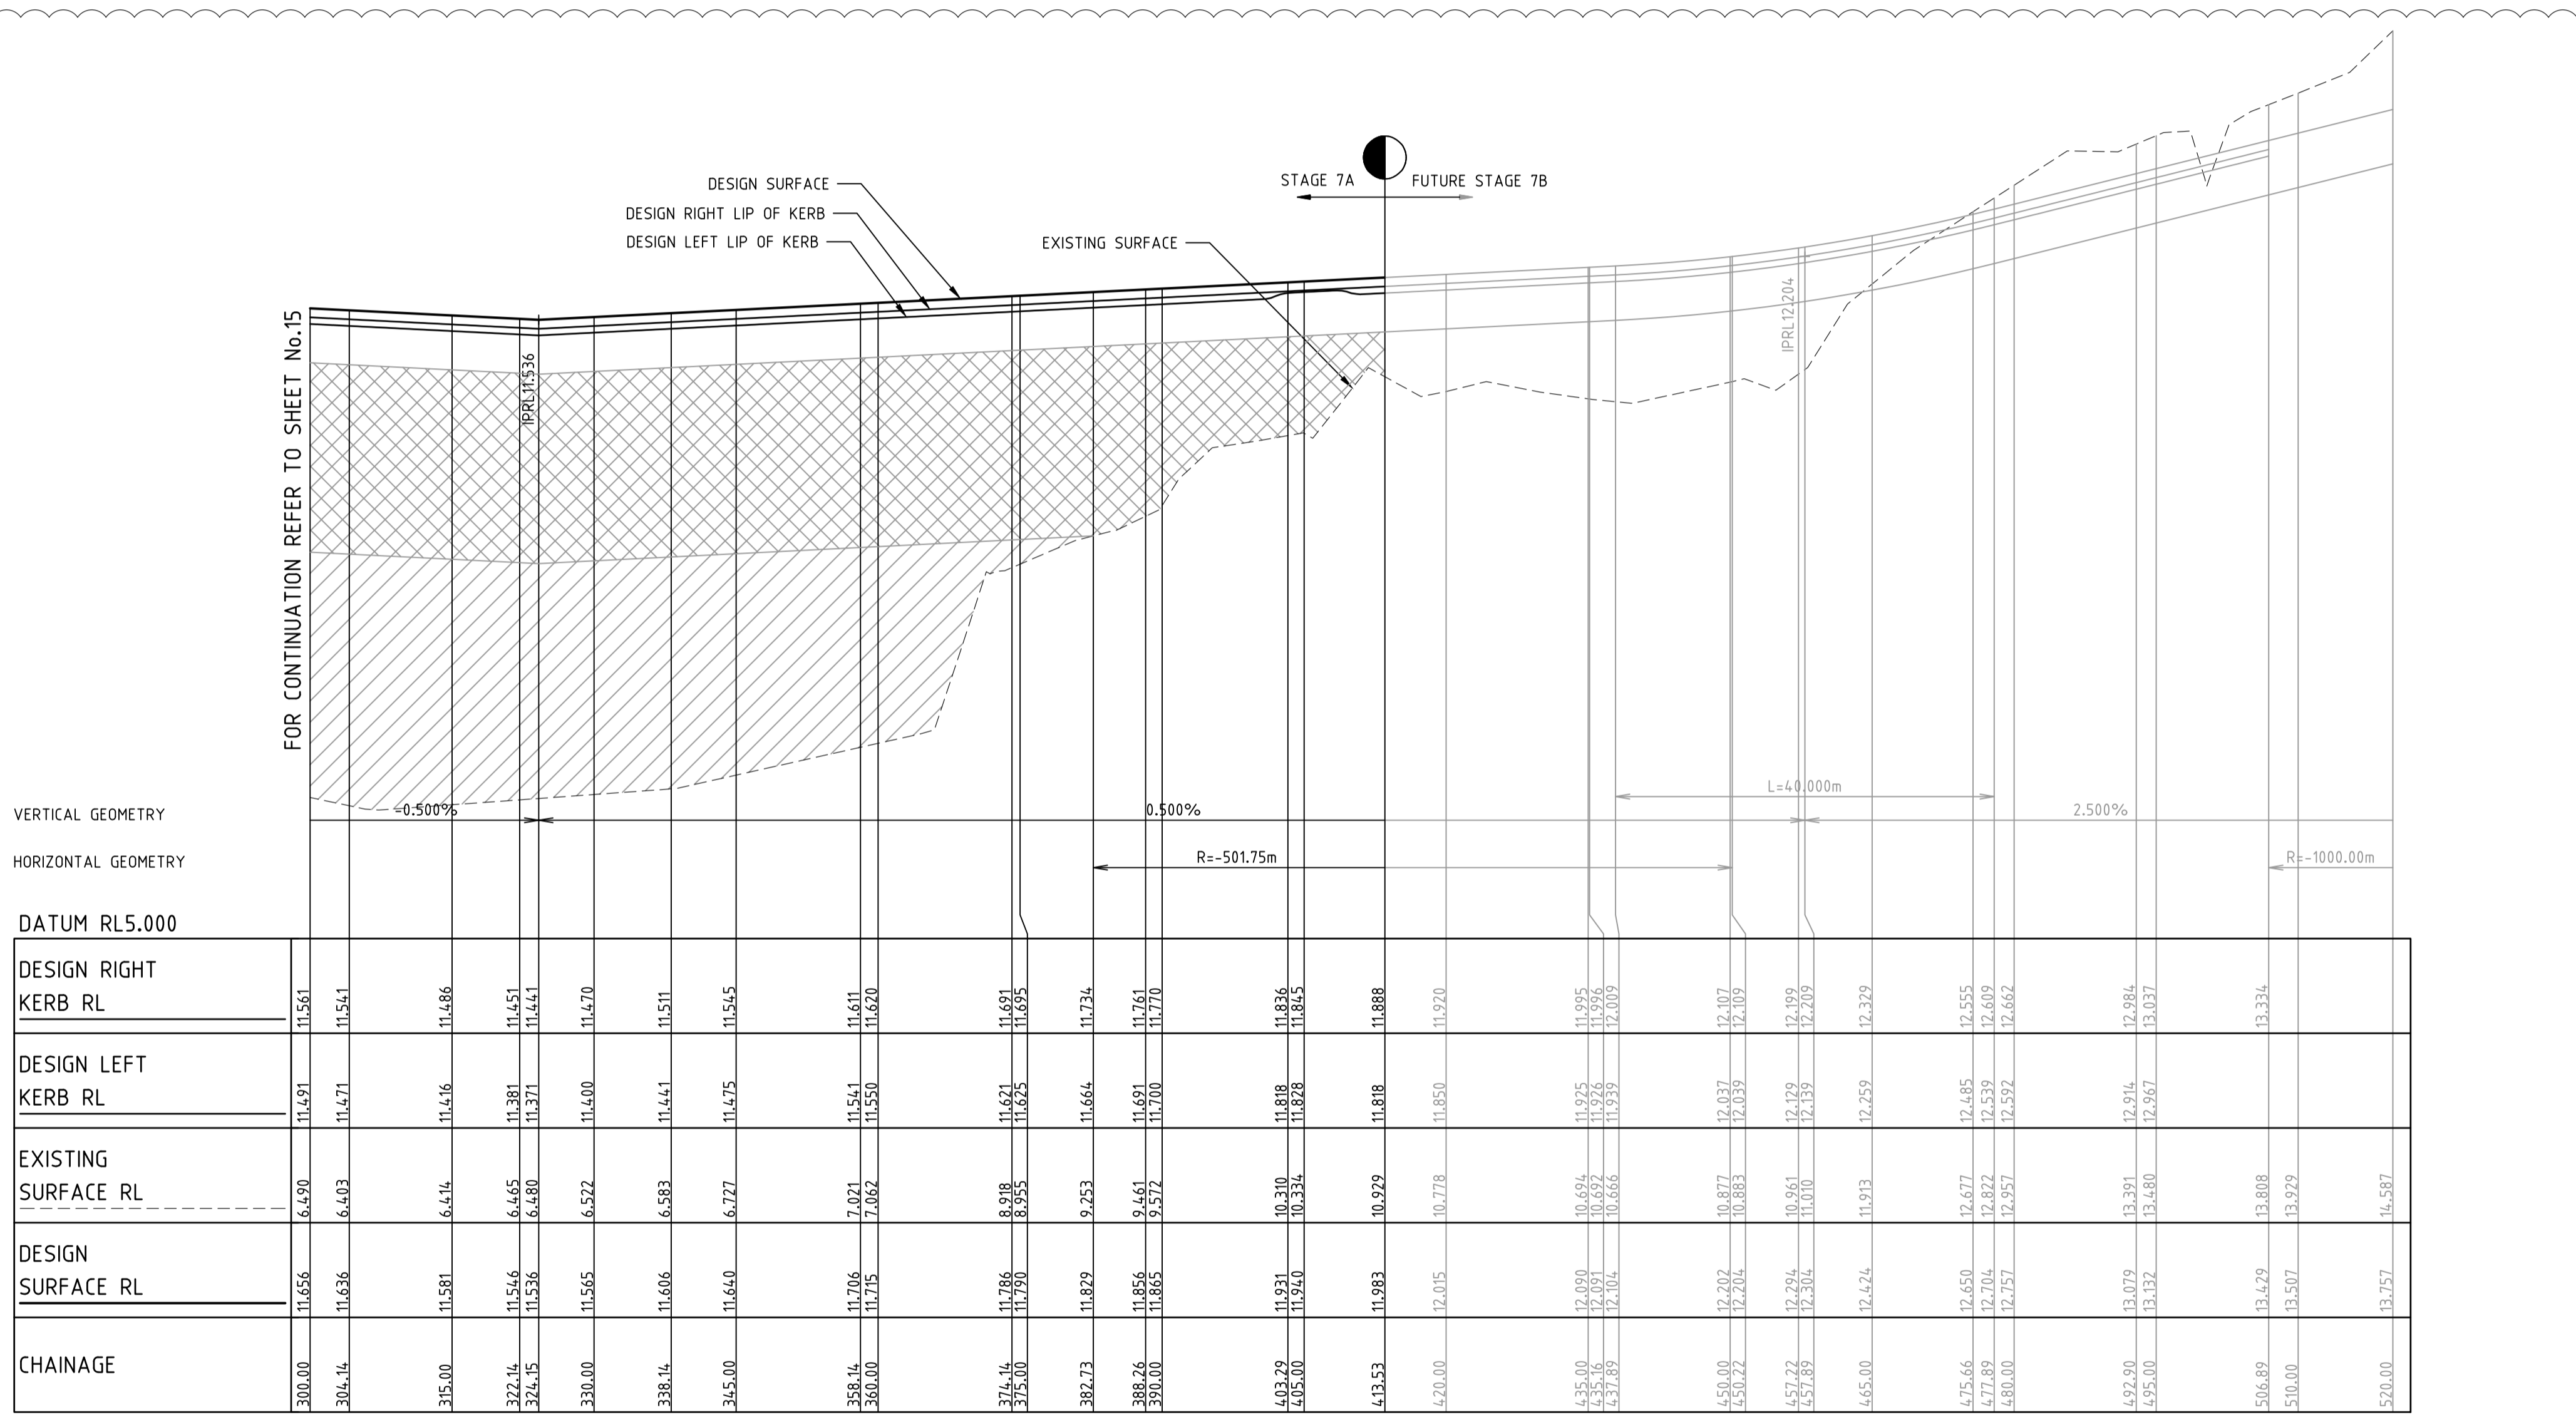 DESIGN SURFACE
DESIGN RIGHT LIP OF KERB
DESIGN LEFT LIP OF KERB
EXISTING SURFACE
STAGE 7A
FUTURE STAGE 7B
FOR CONTINUATION REFER TO SHEET No.15
IPRL11.536
IPRL12.204
VERTICAL GEOMETRY
-0.500%
0.500%
L=40.000m
2.500%
HORIZONTAL GEOMETRY
R=-501.75m
R=-1000.00m
DATUM RL5.000
DESIGN RIGHT
KERB RL
11.561 11.541 11.486 11.451 11.441 11.470 11.511 11.545 11.611 11.620 11.691 11.695 11.734 11.761 11.770 11.836 11.845 11.888 11.920 11.995 11.996 12.009 12.107 12.109 12.199 12.209 12.329 12.555 12.609 12.662 12.984 13.037 13.334
DESIGN LEFT
KERB RL
11.491 11.471 11.416 11.381 11.371 11.400 11.441 11.475 11.541 11.550 11.621 11.625 11.664 11.691 11.700 11.818 11.828 11.818 11.850 11.925 11.926 11.939 12.037 12.039 12.129 12.139 12.259 12.485 12.539 12.592 12.914 12.967
EXISTING
SURFACE RL
6.490 6.403 6.414 6.465 6.480 6.522 6.583 6.727 7.021 7.062 8.918 8.955 9.253 9.461 9.572 10.310 10.334 10.929 10.778 10.694 10.692 10.666 10.877 10.883 10.961 11.010 11.913 12.677 12.822 12.957 13.391 13.480 13.808 13.929 14.587
DESIGN
SURFACE RL
11.656 11.636 11.581 11.546 11.536 11.565 11.606 11.640 11.706 11.715 11.786 11.790 11.829 11.856 11.865 11.931 11.940 11.983 12.015 12.090 12.091 12.104 12.202 12.204 12.294 12.304 12.424 12.650 12.704 12.757 13.079 13.132 13.429 13.507 13.757
CHAINAGE
300.00 304.14 315.00 322.14 324.15 330.00 338.14 345.00 358.14 360.00 374.14 375.00 382.73 388.26 390.00 403.29 405.00 413.53 420.00 435.00 435.16 437.89 450.00 450.22 457.22 457.89 465.00 475.66 477.89 480.00 492.90 495.00 506.89 510.00 520.00